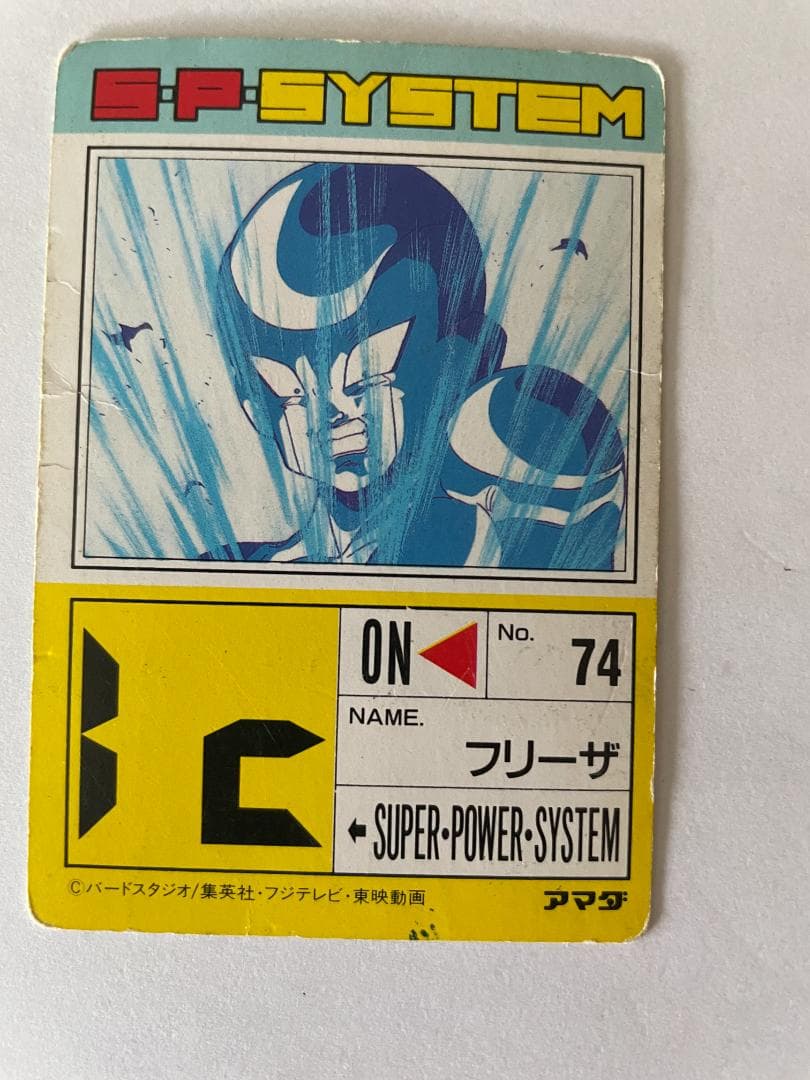 S・P・SYSTEM
ON
No. 74
NAME.
フリーザ
SUPER・POWER・SYSTEM
©バードスタジオ/集英社・フジテレビ・東映動画
アマダ